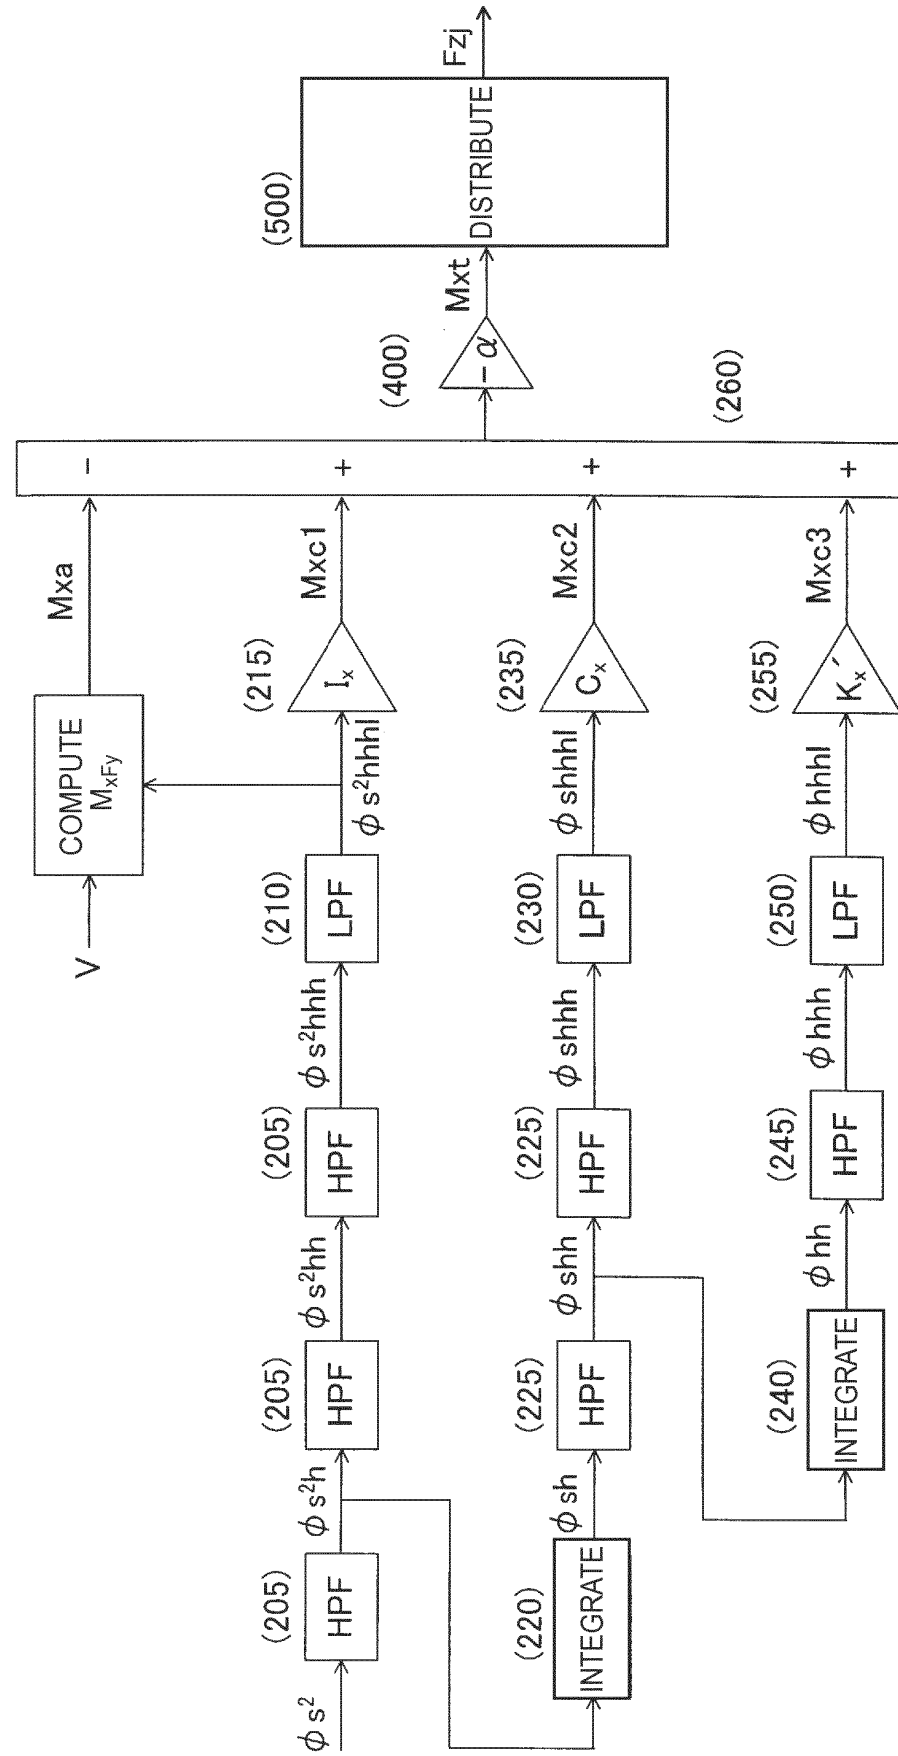 V
COMPUTE
MxFy
Mxa
-
ϕs²
(205)
HPF
ϕs²h
(205)
HPF
ϕs²hh
(205)
HPF
ϕs²hhh
(210)
LPF
ϕs²hhhl
(215)
Ix
Mxc1
+
(220)
INTEGRATE
ϕsh
(225)
HPF
ϕshh
(225)
HPF
ϕshhh
(230)
LPF
ϕshhhl
(235)
Cx
Mxc2
+
(240)
INTEGRATE
ϕhh
(245)
HPF
ϕhhh
(250)
LPF
ϕhhhl
(255)
Kx′
Mxc3
+
(260)
(400)
-α
Mxt
(500)
DISTRIBUTE
Fzj